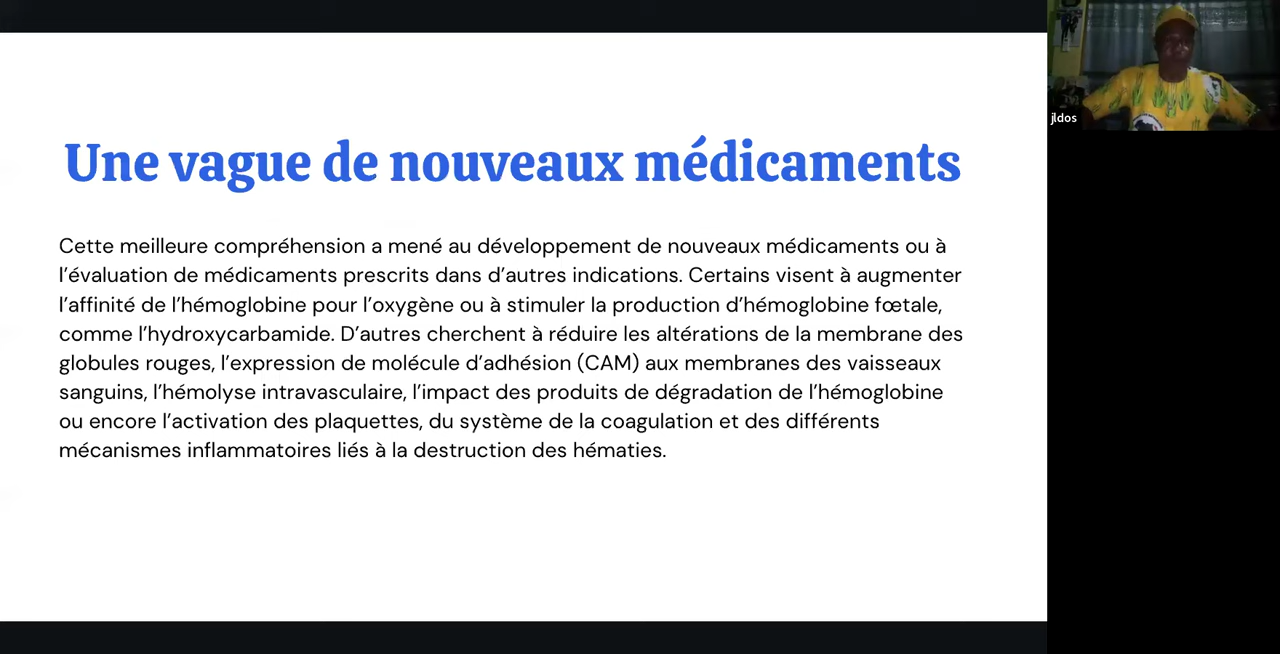 Une vague de nouveaux médicaments
Cette meilleure compréhension a mené au développement de nouveaux médicaments ou à
l’évaluation de médicaments prescrits dans d’autres indications. Certains visent à augmenter
l’affinité de l’hémoglobine pour l’oxygène ou à stimuler la production d’hémoglobine fœtale,
comme l’hydroxycarbamide. D’autres cherchent à réduire les altérations de la membrane des
globules rouges, l’expression de molécule d’adhésion (CAM) aux membranes des vaisseaux
sanguins, l’hémolyse intravasculaire, l’impact des produits de dégradation de l’hémoglobine
ou encore l’activation des plaquettes, du système de la coagulation et des différents
mécanismes inflammatoires liés à la destruction des hématies.
jldos